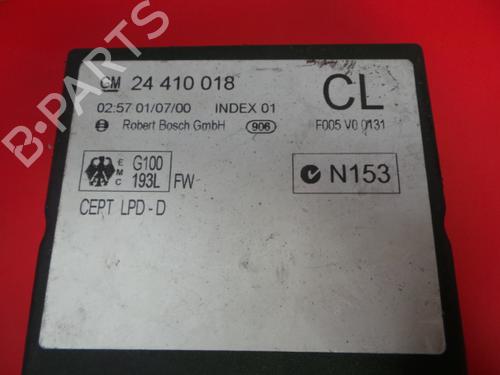 GM 24 410 018 CL
02:57 01/07/00 INDEX 01
Robert Bosch GmbH 906 F005 V0 0131
E M C G100 193L FW
N153
CEPT LPD - D
B-PARTS